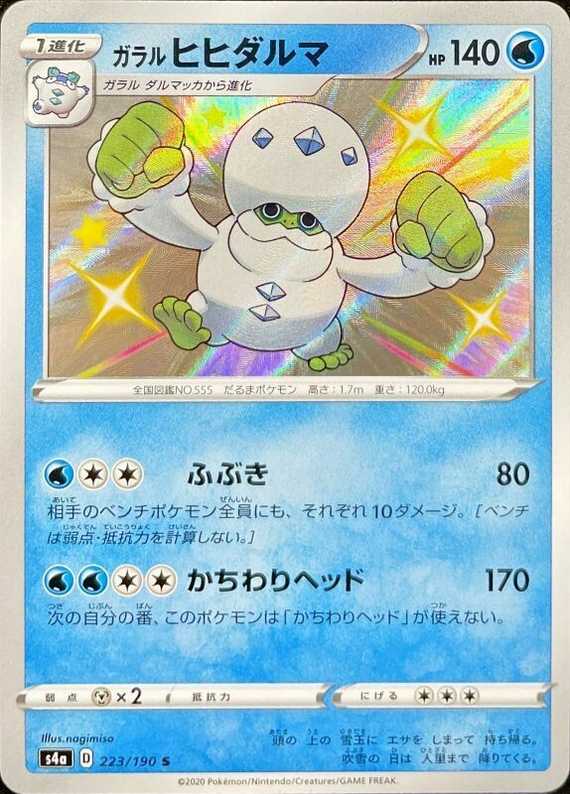 1進化
ガラル ヒヒダルマ HP 140
ガラル ダルマッカから進化
全国図鑑NO.555 だるまポケモン 高さ:1.7m 重さ:120.0kg
ふぶき 80
相手のベンチポケモン全員にも、それぞれ10ダメージ。[ベンチ
は弱点・抵抗力を計算しない。]
かちわりヘッド 170
次の自分の番、このポケモンは「かちわりヘッド」が使えない。
弱点 ×2 抵抗力 にげる
Illus.nagimiso
s4a D 223/190 S
頭の 上の 雪玉に エサを しまって 持ち帰る。
吹雪の 日は 人里まで 降りてくる。
©2020 Pokémon/Nintendo/Creatures/GAME FREAK.